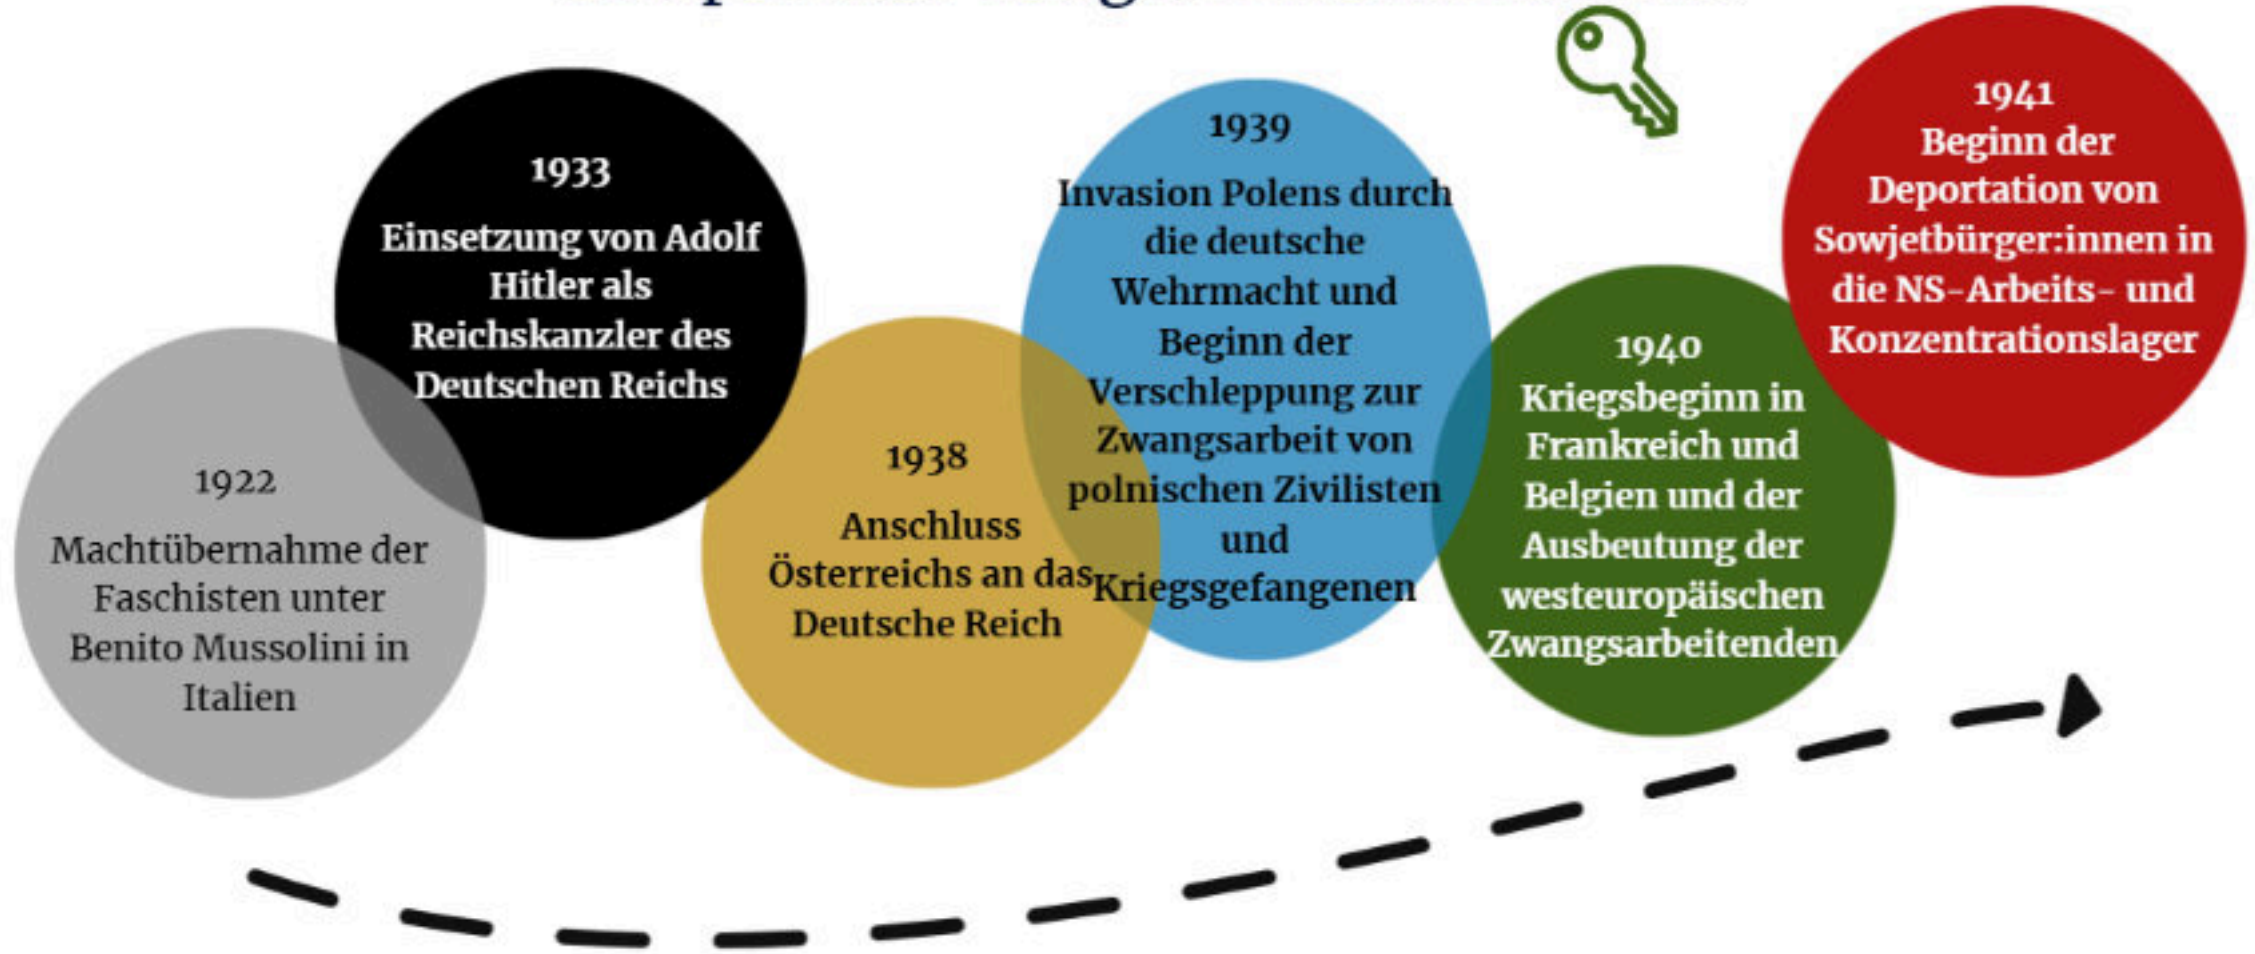 1922
Machtübernahme der
Faschisten unter
Benito Mussolini in
Italien
1933
Einsetzung von Adolf
Hitler als
Reichskanzler des
Deutschen Reichs
1938
Anschluss
Österreichs an das
Deutsche Reich
1939
Invasion Polens durch
die deutsche
Wehrmacht und
Beginn der
Verschleppung zur
Zwangsarbeit von
polnischen Zivilisten
und
Kriegsgefangenen
1940
Kriegsbeginn in
Frankreich und
Belgien und der
Ausbeutung der
westeuropäischen
Zwangsarbeitenden
1941
Beginn der
Deportation von
Sowjetbürger:innen in
die NS-Arbeits- und
Konzentrationslager